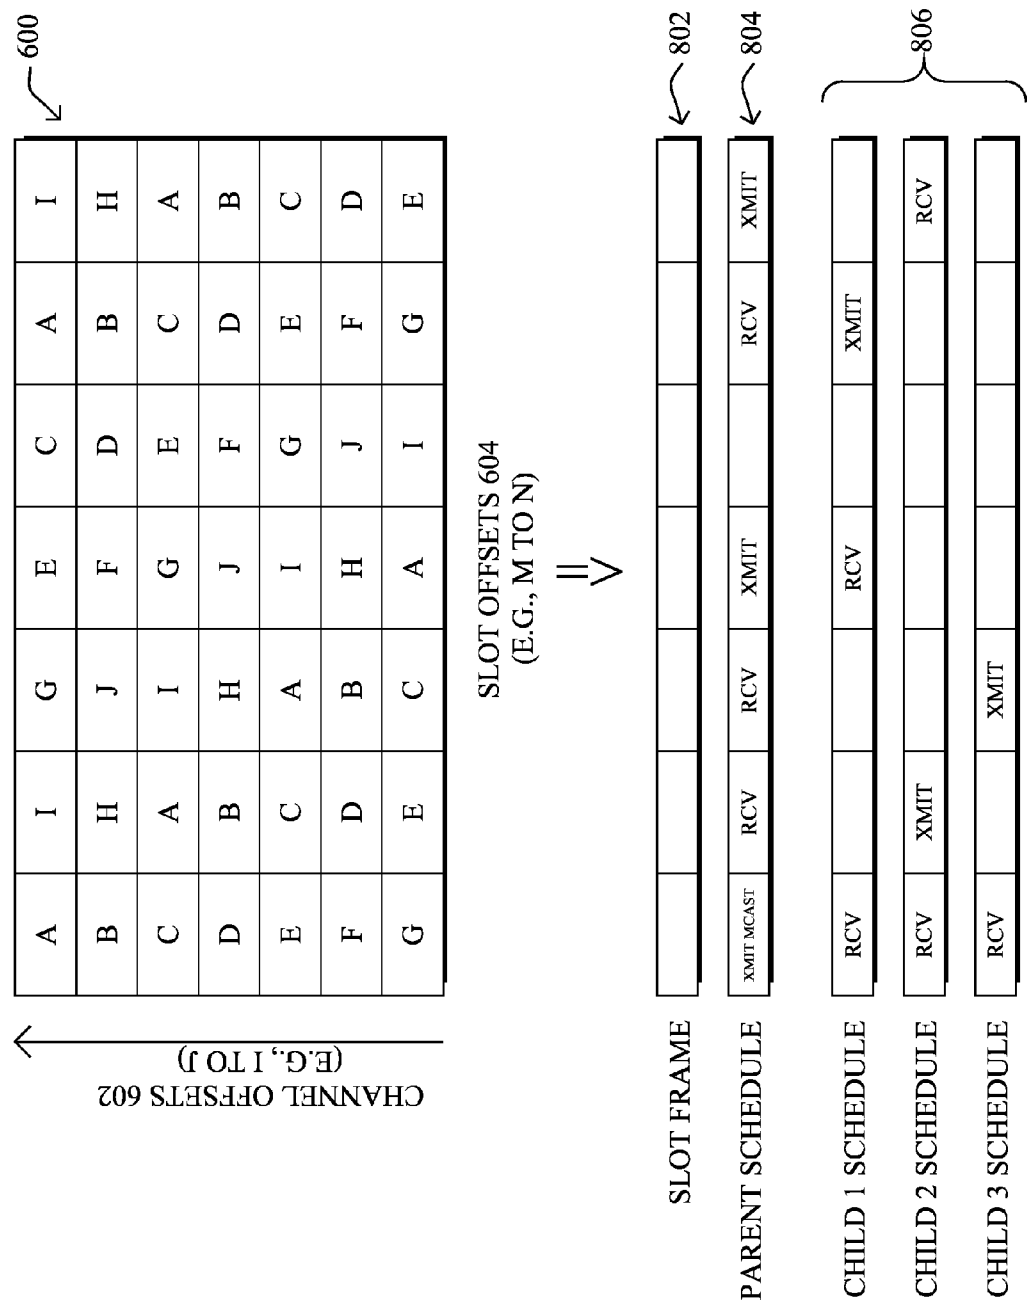 600
CHANNEL OFFSETS 602
(E.G., I TO J)
A I G E C A I
B H J F D B H
C A I G E C A
D B H J F D B
E C A I G E C
F D B H J F D
G E C A I G E
SLOT OFFSETS 604
(E.G., M TO N)
SLOT FRAME 802
PARENT SCHEDULE XMIT MCAST RCV RCV XMIT RCV XMIT 804
CHILD 1 SCHEDULE RCV RCV XMIT
CHILD 2 SCHEDULE RCV XMIT RCV
CHILD 3 SCHEDULE RCV XMIT
806